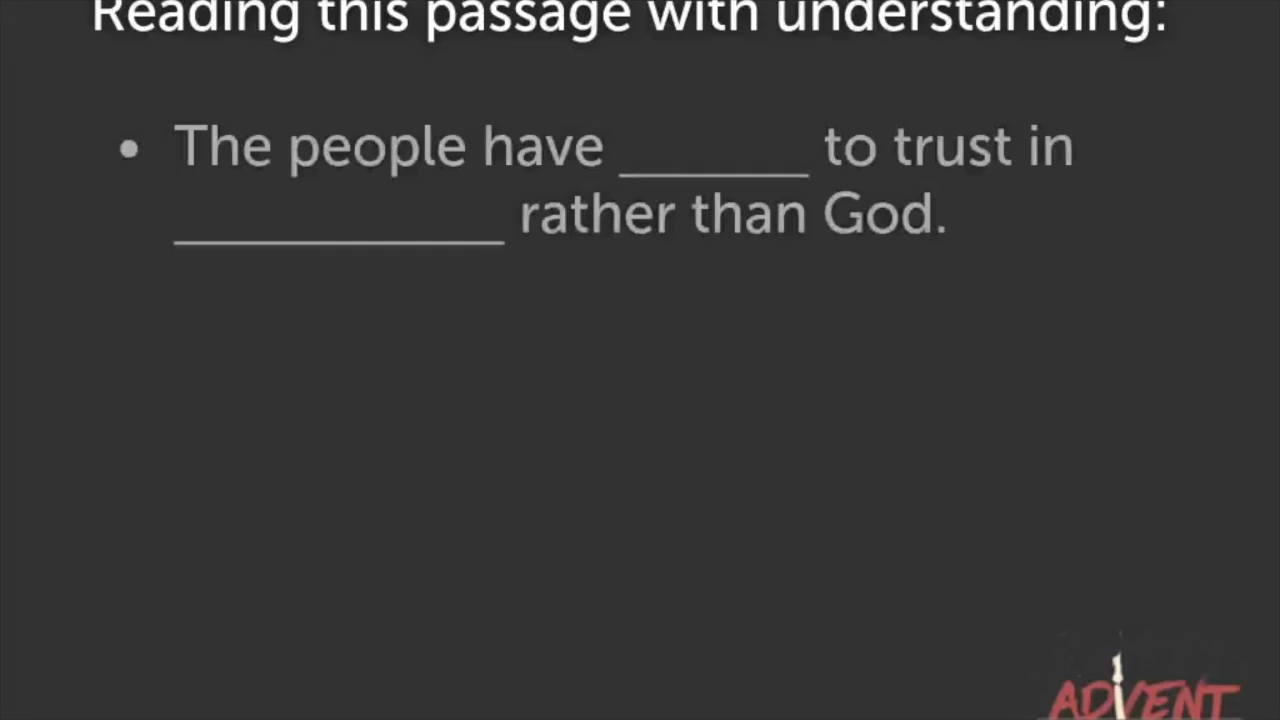 Reading this passage with understanding:
• The people have _______ to trust in
____________ rather than God.
ADVENT